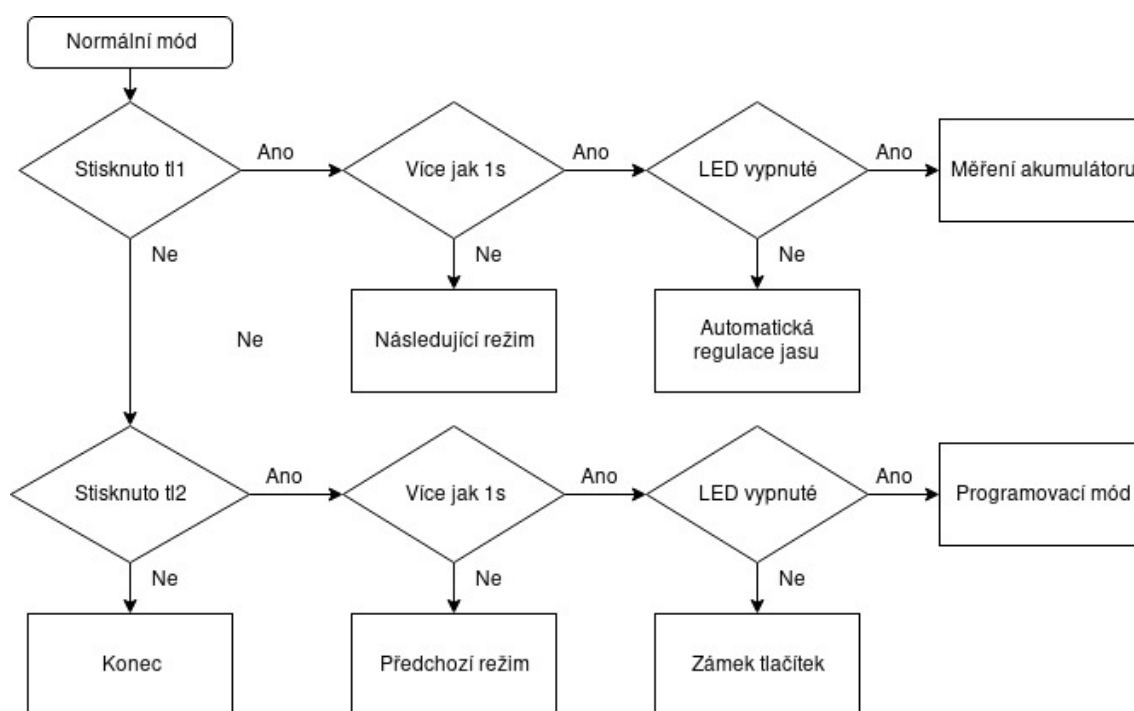 Normální mód
Stisknuto tl1
Ano
Více jak 1s
Ano
LED vypnuté
Ano
Měření akumulátoru
Ne
Ne
Ne
Ne
Následující režim
Automatická
regulace jasu
Stisknuto tl2
Ano
Více jak 1s
Ano
LED vypnuté
Ano
Programovací mód
Ne
Ne
Ne
Konec
Předchozí režim
Zámek tlačítek